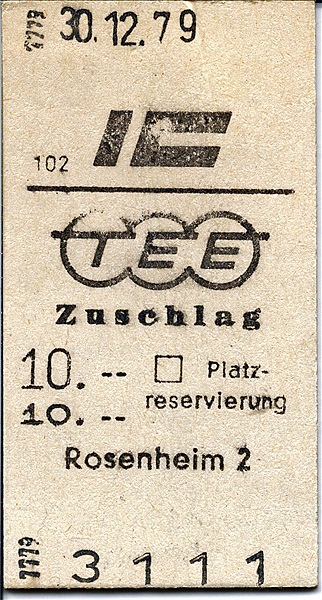 7779 30.12.79
IC
102
TEE
Zuschlag
10.-- Platz-
10.-- reservierung
Rosenheim 2
7779 3111